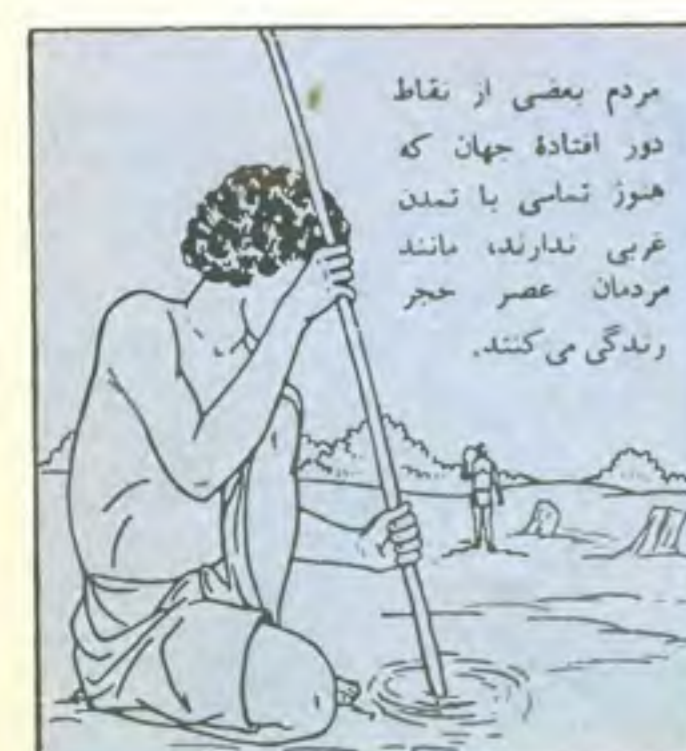 مردم بعضی از نقاط
دور افتادهٔ جهان که
هنوز تماسی با تمدن
غربی ندارند، مانند
مردمان عصر حجر
زندگی می‌کنند.